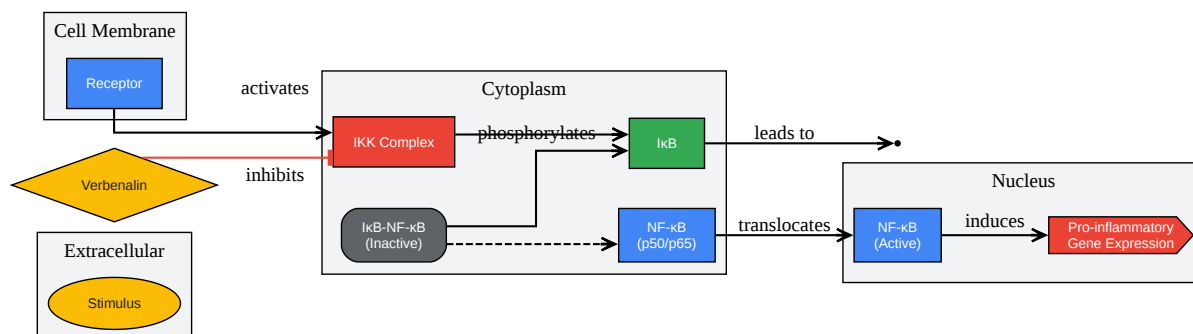 Cell Membrane
Receptor
activates
Cytoplasm
IKK Complex
phosphorylates
IκB
leads to
Verbenalin
inhibits
Nucleus
IκB-NF-κB
(Inactive)
NF-κB
(p50/p65)
translocates
NF-κB
(Active)
induces
Pro-inflammatory
Gene Expression
Extracellular
Stimulus